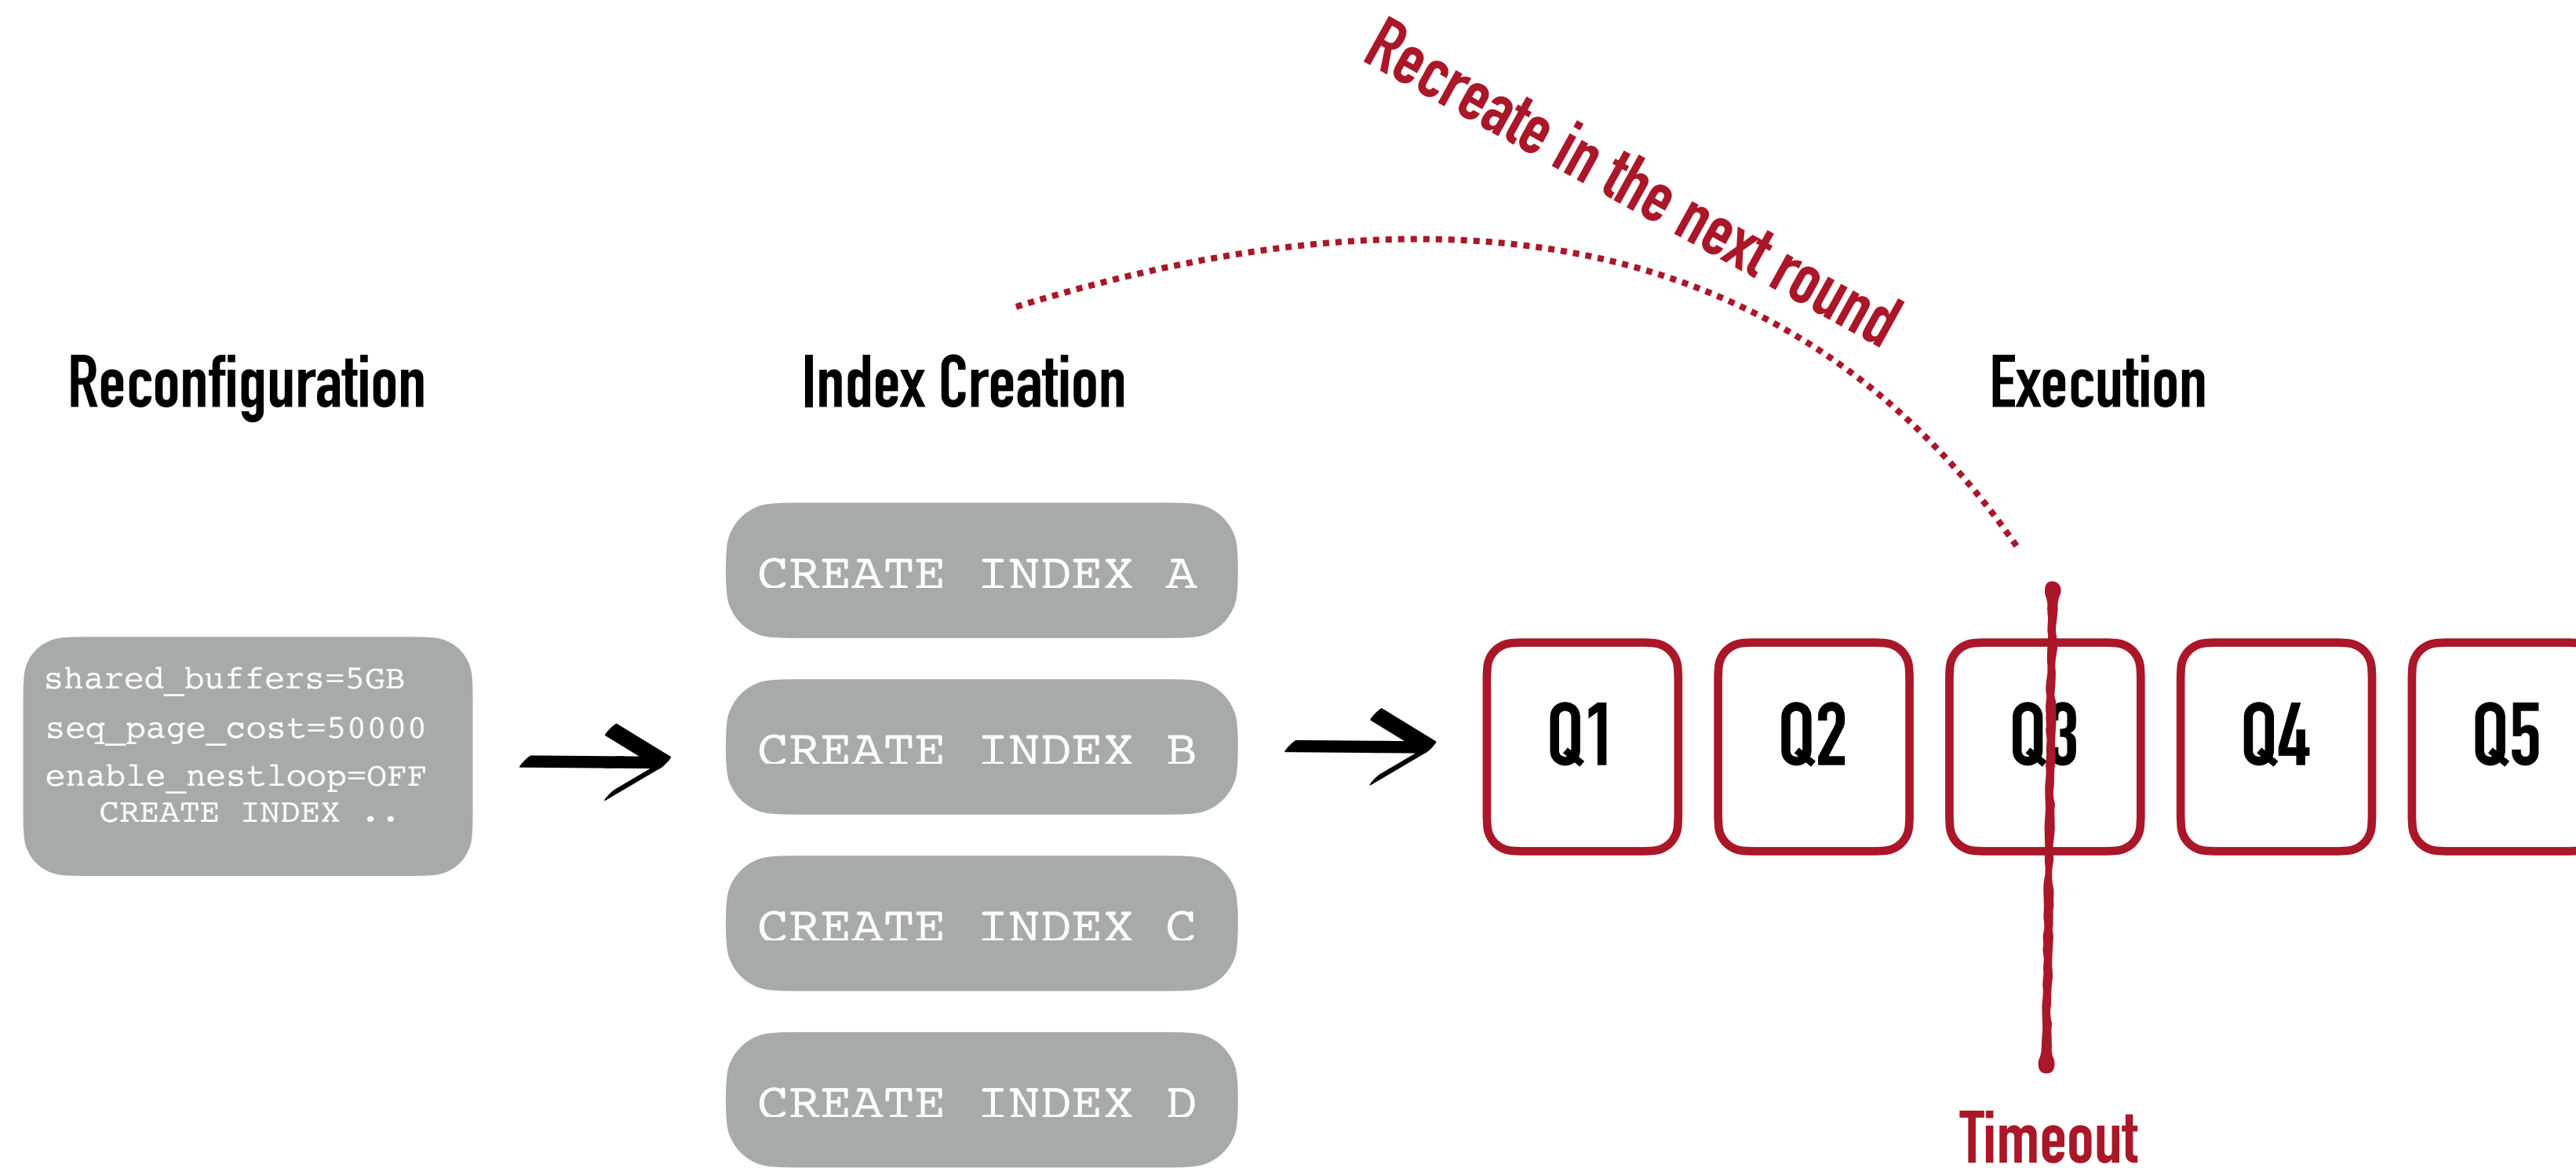 Recreate in the next round
Reconfiguration
Index Creation
Execution
shared_buffers=5GB
seq_page_cost=50000
enable_nestloop=OFF
CREATE INDEX ..
CREATE INDEX A
CREATE INDEX B
CREATE INDEX C
CREATE INDEX D
Q1
Q2
Q3
Q4
Q5
Timeout